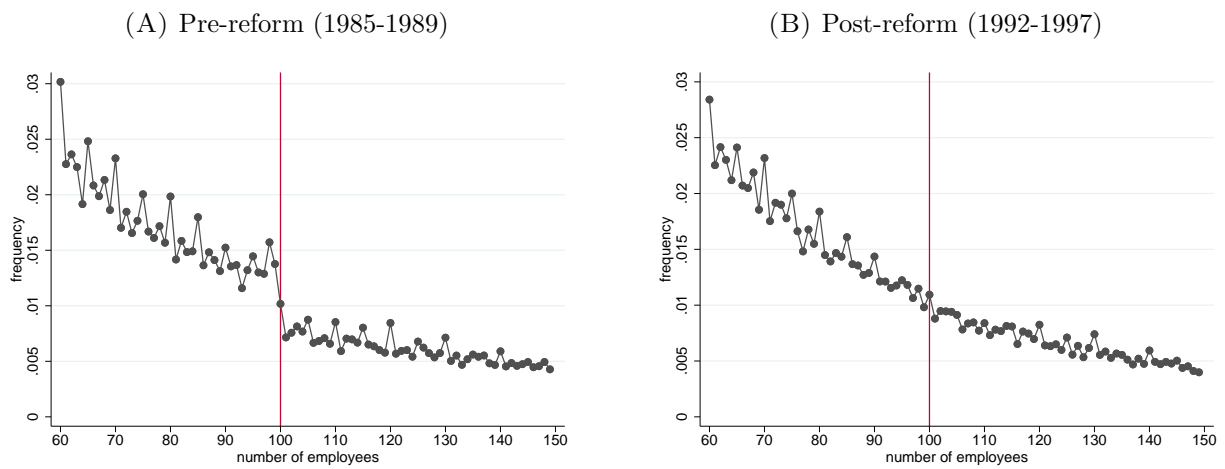 (A) Pre-reform (1985-1989)
(B) Post-reform (1992-1997)
frequency
0
.005
.01
.015
.02
.025
.03
60 70 80 90 100 110 120 130 140 150
number of employees
frequency
0
.005
.01
.015
.02
.025
.03
60 70 80 90 100 110 120 130 140 150
number of employees